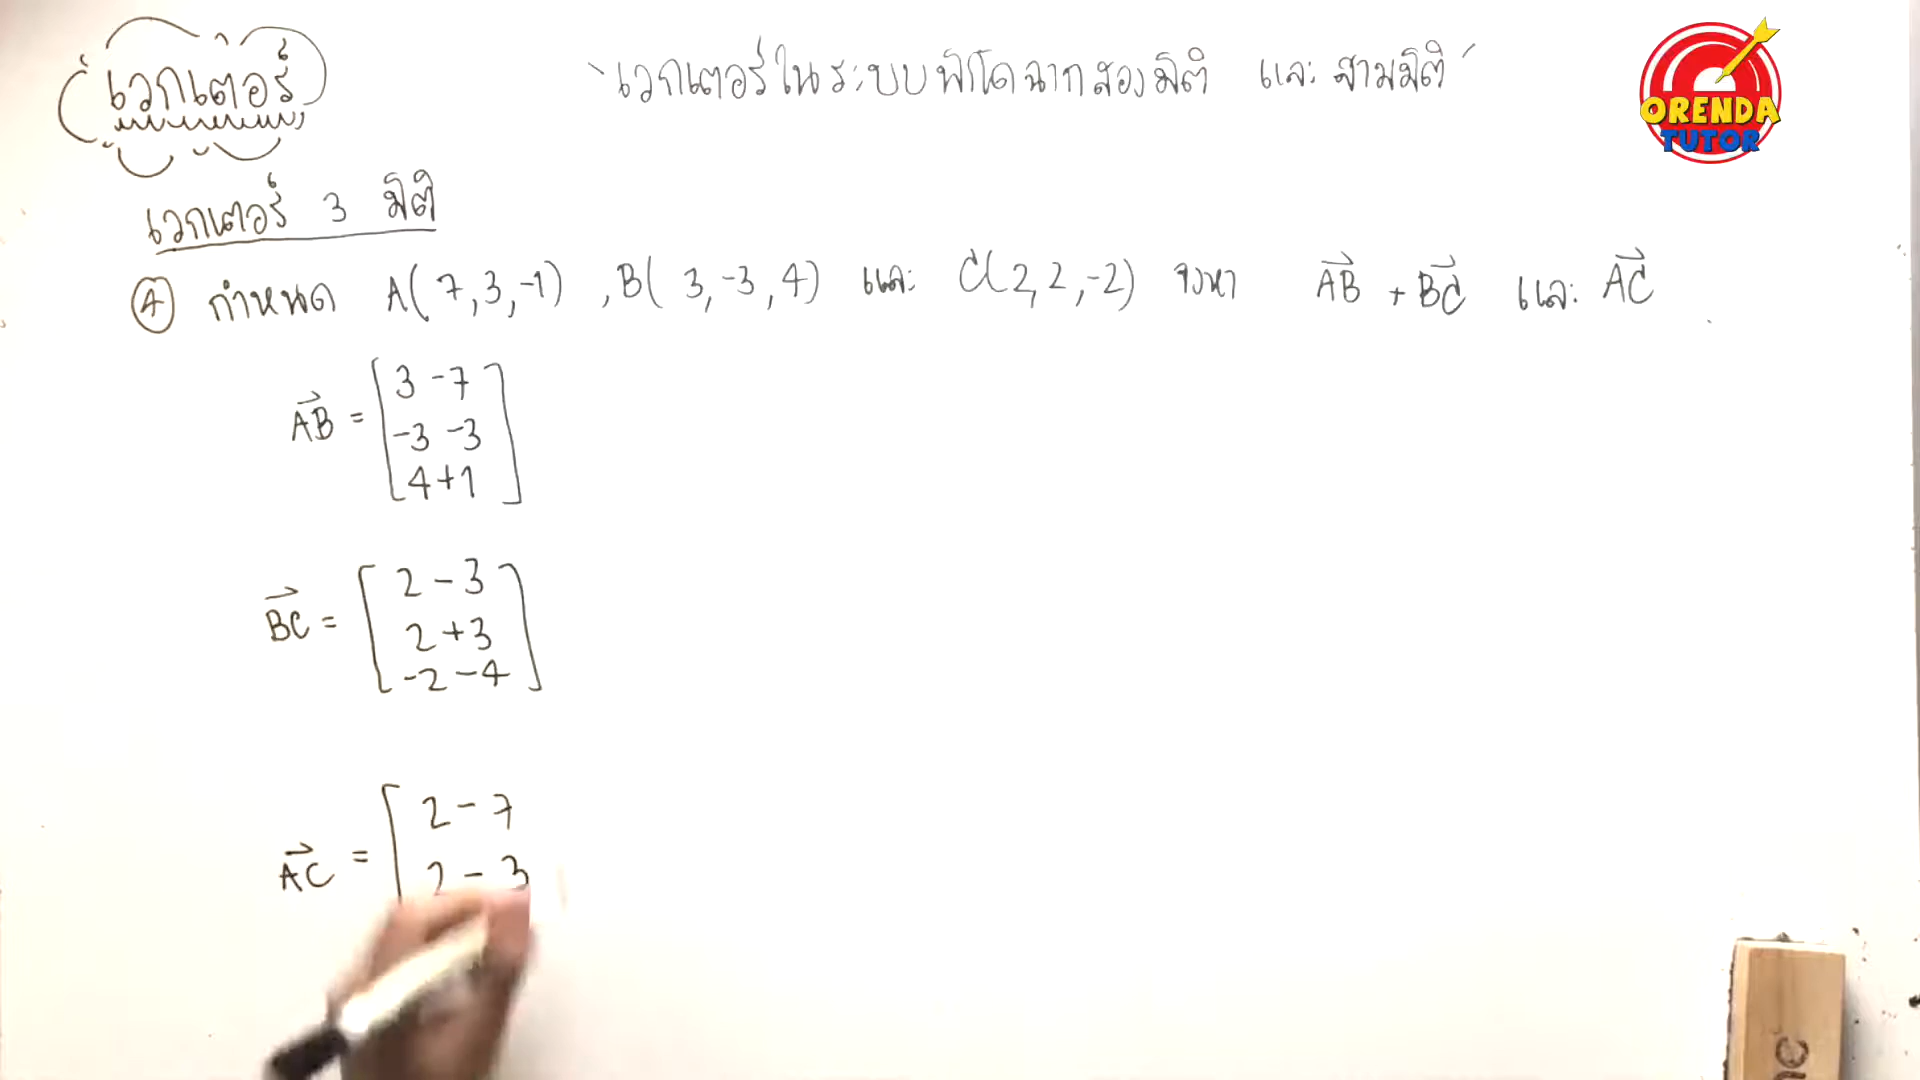 เวกเตอร์
`เวกเตอร์ในระบบพิกัดฉากสองมิติ และ สามมิติ´
ORENDA
TUTOR
เวกเตอร์ 3 มิติ
④ กำหนด A(7,3,-1) ,B(3,-3,4) และ C(2,2,-2) จงหา AB⃗ + BC⃗ และ AC⃗
AB⃗ = [3 -7
-3 -3
4+1]
BC⃗ = [2 - 3
2 +3
-2 -4]
AC⃗ = [2 - 7
2 - 3